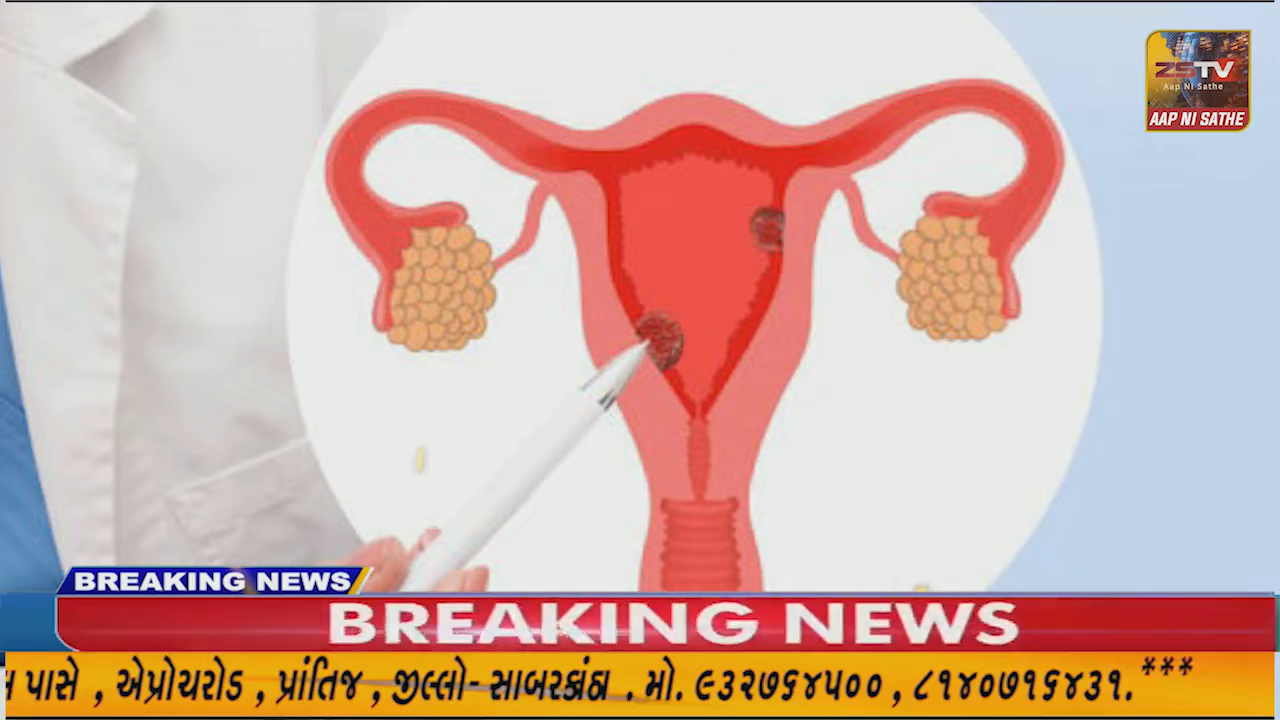 ZSTV
Aap Ni Sathe
AAP NI SATHE
BREAKING NEWS
BREAKING NEWS
પાસે , એપ્રોચરોડ , પ્રાંતિજ , જીલ્લો- સાબરકાંઠા . મો. ૯૩૨૭૬૪૫૦૦ , ૮૧૪૦૭૧૬૪૩૧. ***